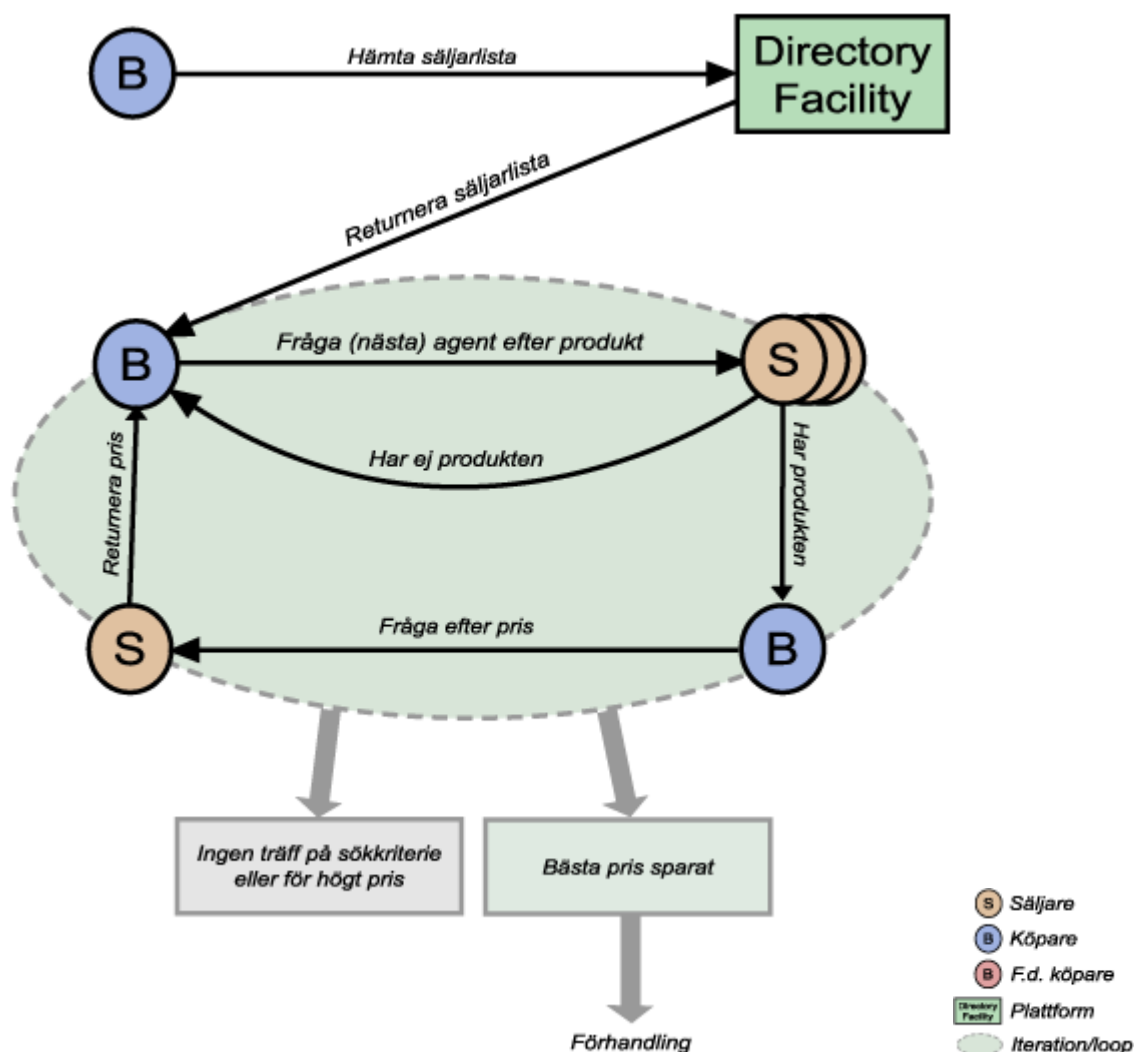 B
Hämta säljarlista
Directory
Facility
Returnera säljarlista
B
Fråga (nästa) agent efter produkt
S
Har ej produkten
Har produkten
Returnera pris
S
Fråga efter pris
B
Ingen träff på sökkriterie
eller för högt pris
Bästa pris sparat
Förhandling
S Säljare
B Köpare
B F.d. köpare
Directory
Facility
Plattform
Iteration/loop